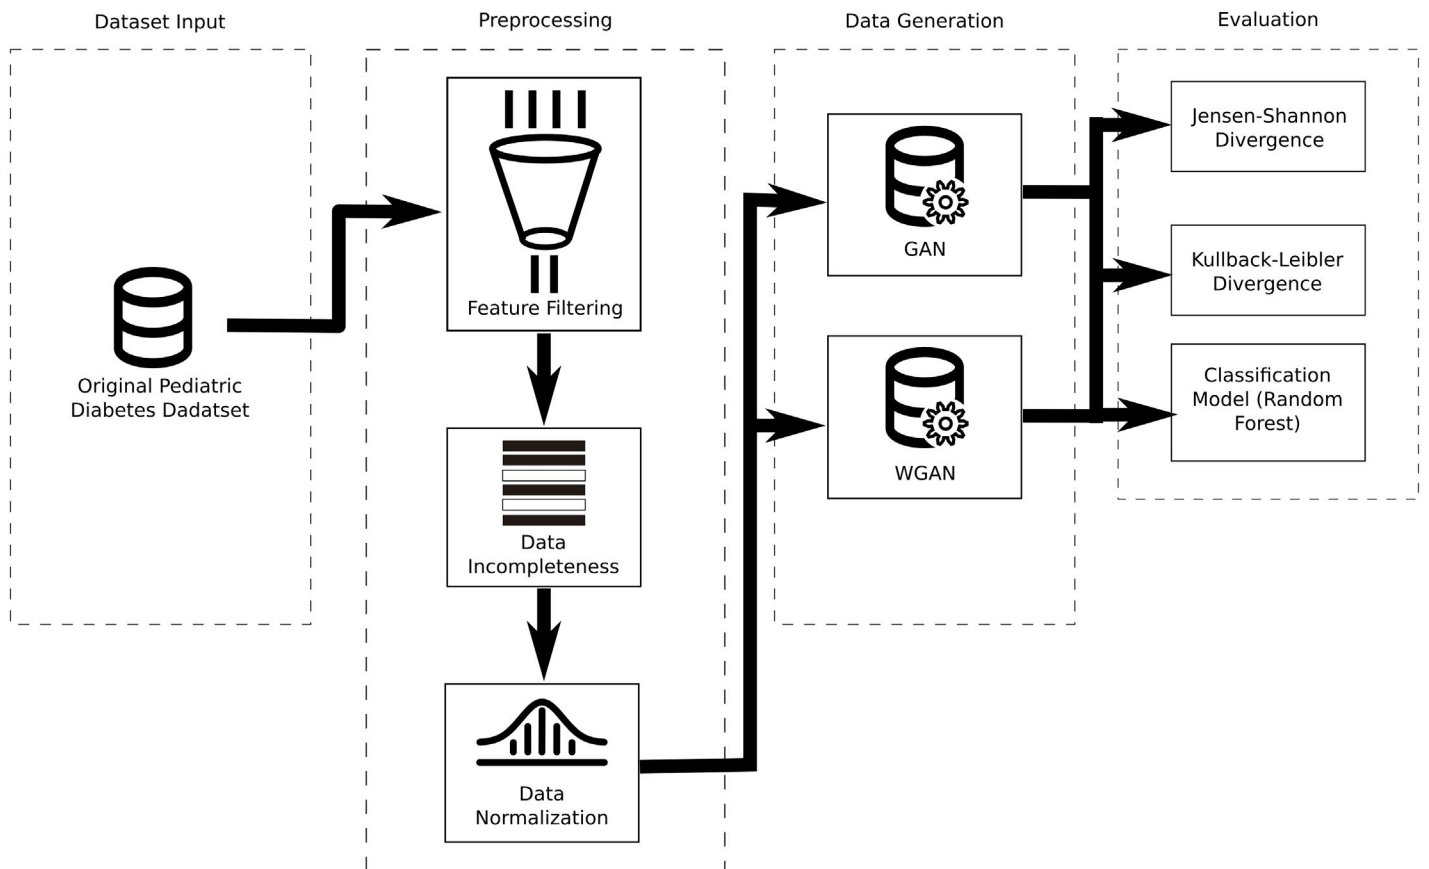 Dataset Input
Preprocessing
Data Generation
Evaluation
Original Pediatric
Diabetes Dadatset
Feature Filtering
Data
Incompleteness
Data
Normalization
GAN
WGAN
Jensen-Shannon
Divergence
Kullback-Leibler
Divergence
Classification
Model (Random
Forest)